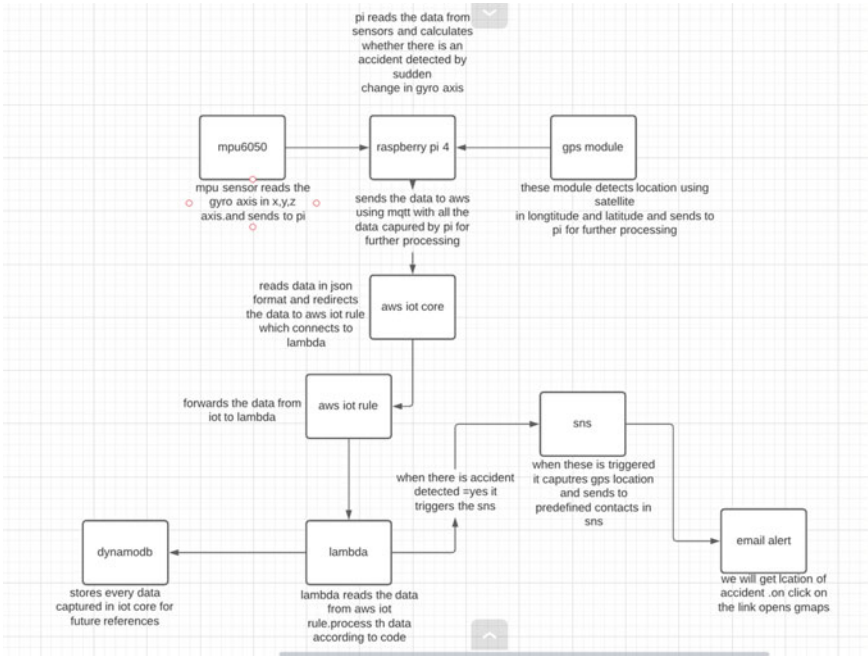 pi reads the data from
sensors and calculates
whether there is an
accident detected by
sudden
change in gyro axis
mpu6050
raspberry pi 4
gps module
mpu sensor reads the
gyro axis in x,y,z
axis.and sends to pi
sends the data to aws
using mqtt with all the
data capured by pi for
further processing
these module detects location using
satellite
in longtitude and latitude and sends to
pi for further processing
reads data in json
format and redirects
the data to aws iot rule
which connects to
lambda
aws iot core
forwards the data from
iot to lambda
aws iot rule
sns
when there is accident
detected =yes it
triggers the sns
when these is triggered
it caputres gps location
and sends to
predefined contacts in
sns
dynamodb
lambda
email alert
stores every data
captured in iot core for
future references
lambda reads the data
from aws iot
rule.process th data
according to code
we will get lcation of
accident .on click on
the link opens gmaps